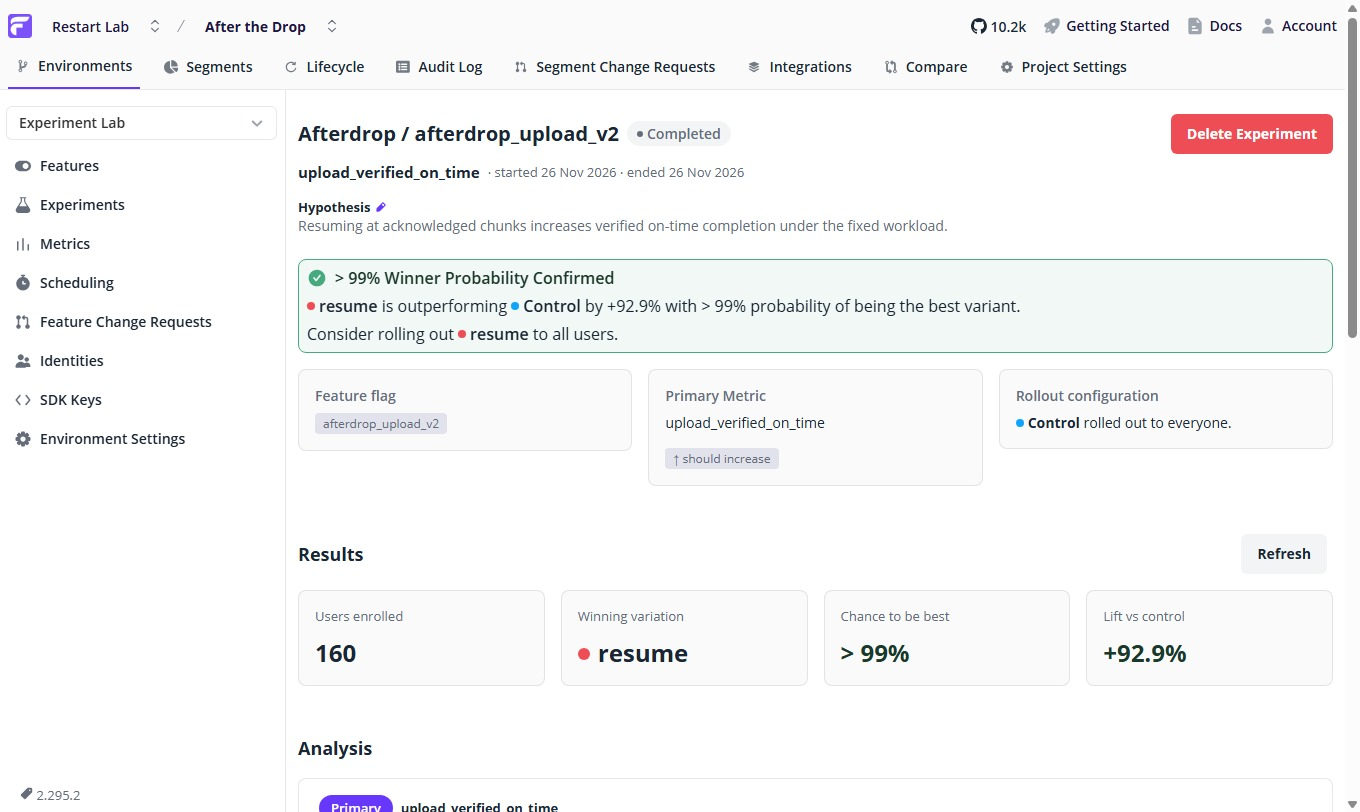 Restart Lab / After the Drop 10.2k Getting Started Docs Account
Environments Segments Lifecycle Audit Log Segment Change Requests Integrations Compare Project Settings
Experiment Lab
Features
Experiments
Metrics
Scheduling
Feature Change Requests
Identities
SDK Keys
Environment Settings
2.295.2
Afterdrop / afterdrop_upload_v2 Completed
Delete Experiment
upload_verified_on_time · started 26 Nov 2026 · ended 26 Nov 2026
Hypothesis
Resuming at acknowledged chunks increases verified on-time completion under the fixed workload.
> 99% Winner Probability Confirmed
resume is outperforming Control by +92.9% with > 99% probability of being the best variant.
Consider rolling out resume to all users.
Feature flag
afterdrop_upload_v2
Primary Metric
upload_verified_on_time
↑ should increase
Rollout configuration
Control rolled out to everyone.
Results
Refresh
Users enrolled
160
Winning variation
resume
Chance to be best
> 99%
Lift vs control
+92.9%
Analysis
Primary upload_verified_on_time